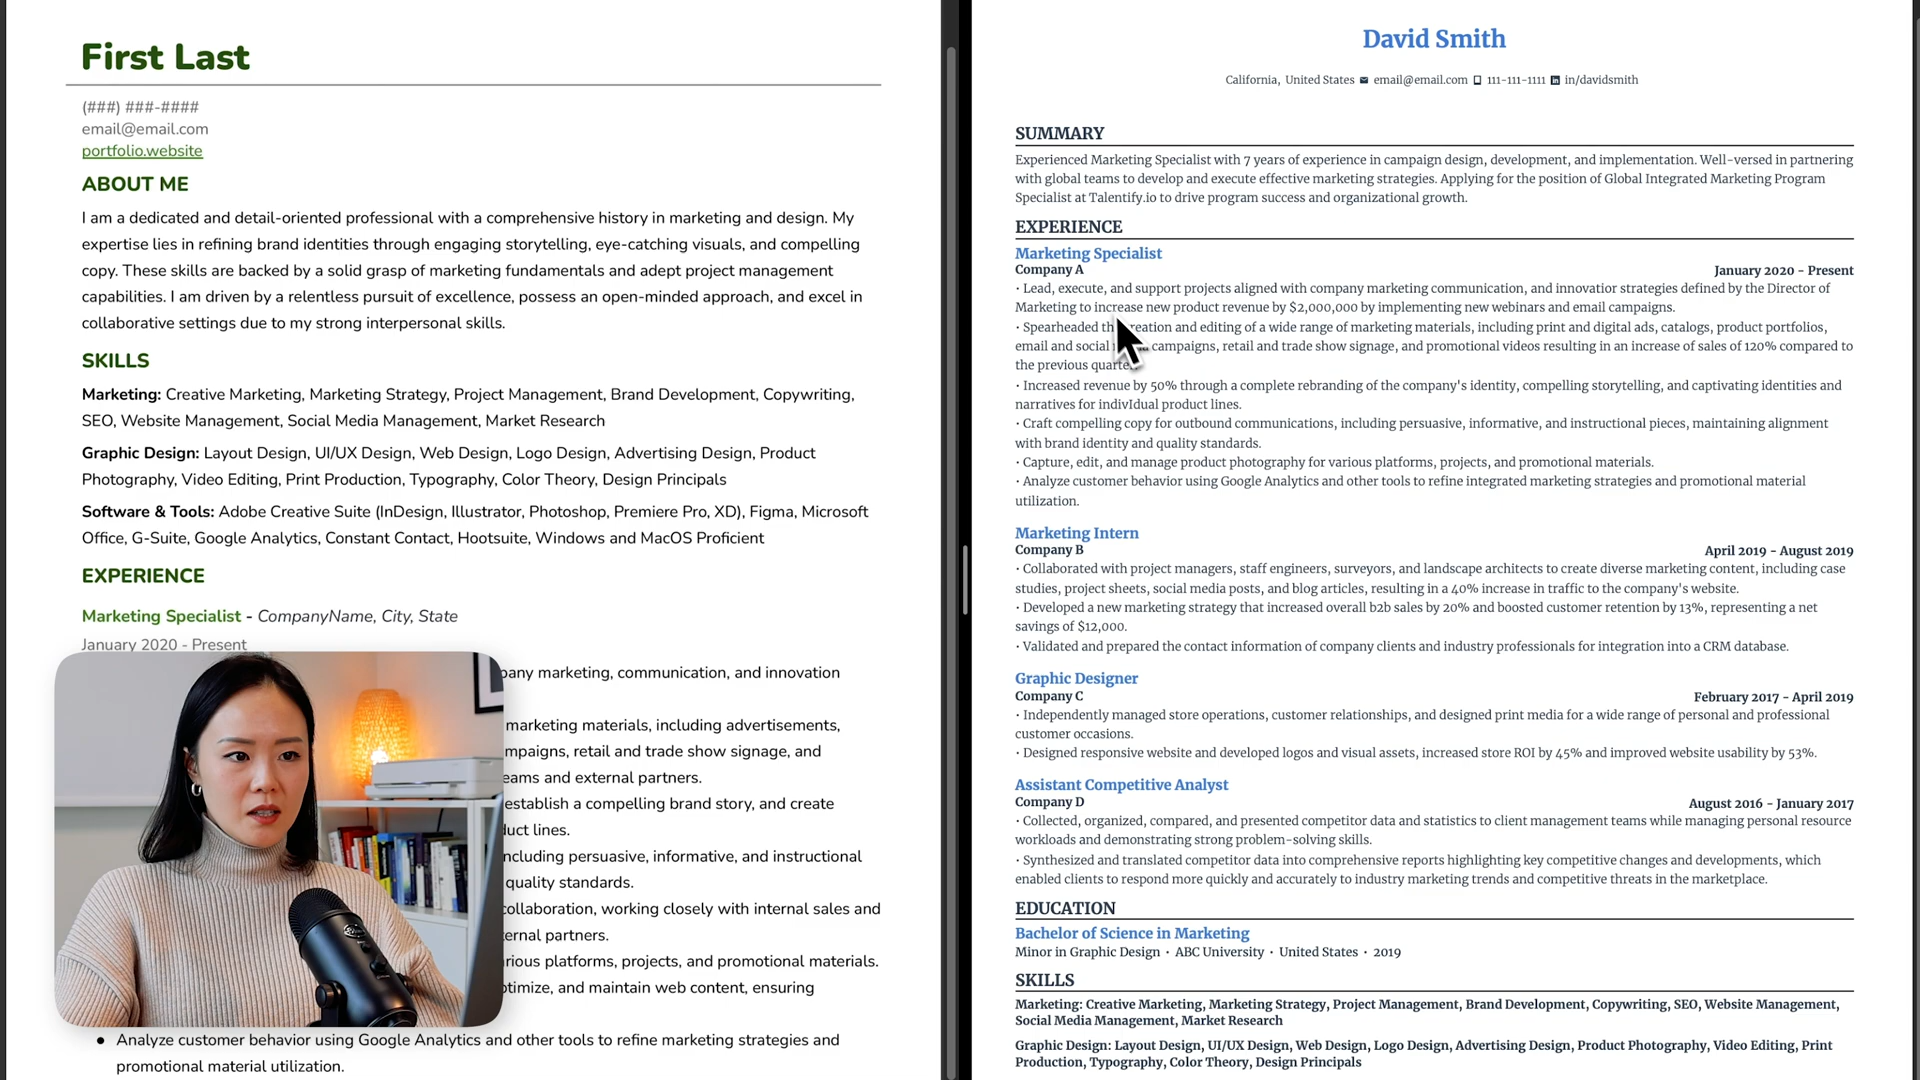 First Last
(###) ###-####
email@email.com
portfolio.website
ABOUT ME
I am a dedicated and detail-oriented professional with a comprehensive history in marketing and design. My
expertise lies in refining brand identities through engaging storytelling, eye-catching visuals, and compelling
copy. These skills are backed by a solid grasp of marketing fundamentals and adept project management
capabilities. I am driven by a relentless pursuit of excellence, possess an open-minded approach, and excel in
collaborative settings due to my strong interpersonal skills.
SKILLS
Marketing: Creative Marketing, Marketing Strategy, Project Management, Brand Development, Copywriting,
SEO, Website Management, Social Media Management, Market Research
Graphic Design: Layout Design, UI/UX Design, Web Design, Logo Design, Advertising Design, Product
Photography, Video Editing, Print Production, Typography, Color Theory, Design Principals
Software & Tools: Adobe Creative Suite (InDesign, Illustrator, Photoshop, Premiere Pro, XD), Figma, Microsoft
Office, G-Suite, Google Analytics, Constant Contact, Hootsuite, Windows and MacOS Proficient
EXPERIENCE
Marketing Specialist - CompanyName, City, State
January 2020 - Present
marketing, communication, and innovation
marketing materials, including advertisements,
retail and trade show signage, and
and external partners.
establish a compelling brand story, and create
lines.
including persuasive, informative, and instructional
quality standards.
collaboration, working closely with internal sales and
partners.
platforms, projects, and promotional materials.
and maintain web content, ensuring
● Analyze customer behavior using Google Analytics and other tools to refine marketing strategies and
promotional material utilization.
David Smith
California, United States email@email.com 111-111-1111 in/davidsmith
SUMMARY
Experienced Marketing Specialist with 7 years of experience in campaign design, development, and implementation. Well-versed in partnering
with global teams to develop and execute effective marketing strategies. Applying for the position of Global Integrated Marketing Program
Specialist at Talentify.io to drive program success and organizational growth.
EXPERIENCE
Marketing Specialist
Company A January 2020 - Present
· Lead, execute, and support projects aligned with company marketing communication, and innovatior strategies defined by the Director of
Marketing to increase new product revenue by $2,000,000 by implementing new webinars and email campaigns.
· Spearheaded and editing of a wide range of marketing materials, including print and digital ads, catalogs, product portfolios,
email and social campaigns, retail and trade show signage, and promotional videos resulting in an increase of sales of 120% compared to
the previous
· Increased revenue by 50% through a complete rebranding of the company's identity, compelling storytelling, and captivating identities and
narratives for indivIdual product lines.
· Craft compelling copy for outbound communications, including persuasive, informative, and instructional pieces, maintaining alignment
with brand identity and quality standards.
· Capture, edit, and manage product photography for various platforms, projects, and promotional materials.
· Analyze customer behavior using Google Analytics and other tools to refine integrated marketing strategies and promotional material
utilization.
Marketing Intern
Company B April 2019 - August 2019
· Collaborated with project managers, staff engineers, surveyors, and landscape architects to create diverse marketing content, including case
studies, project sheets, social media posts, and blog articles, resulting in a 40% increase in traffic to the company's website.
· Developed a new marketing strategy that increased overall b2b sales by 20% and boosted customer retention by 13%, representing a net
savings of $12,000.
· Validated and prepared the contact information of company clients and industry professionals for integration into a CRM database.
Graphic Designer
Company C February 2017 - April 2019
· Independently managed store operations, customer relationships, and designed print media for a wide range of personal and professional
customer occasions.
· Designed responsive website and developed logos and visual assets, increased store ROI by 45% and improved website usability by 53%.
Assistant Competitive Analyst
Company D August 2016 - January 2017
· Collected, organized, compared, and presented competitor data and statistics to client management teams while managing personal resource
workloads and demonstrating strong problem-solving skills.
· Synthesized and translated competitor data into comprehensive reports highlighting key competitive changes and developments, which
enabled clients to respond more quickly and accurately to industry marketing trends and competitive threats in the marketplace.
EDUCATION
Bachelor of Science in Marketing
Minor in Graphic Design · ABC University · United States · 2019
SKILLS
Marketing: Creative Marketing, Marketing Strategy, Project Management, Brand Development, Copywriting, SEO, Website Management,
Social Media Management, Market Research
Graphic Design: Layout Design, UI/UX Design, Web Design, Logo Design, Advertising Design, Product Photography, Video Editing, Print
Production, Typography, Color Theory, Design Principals